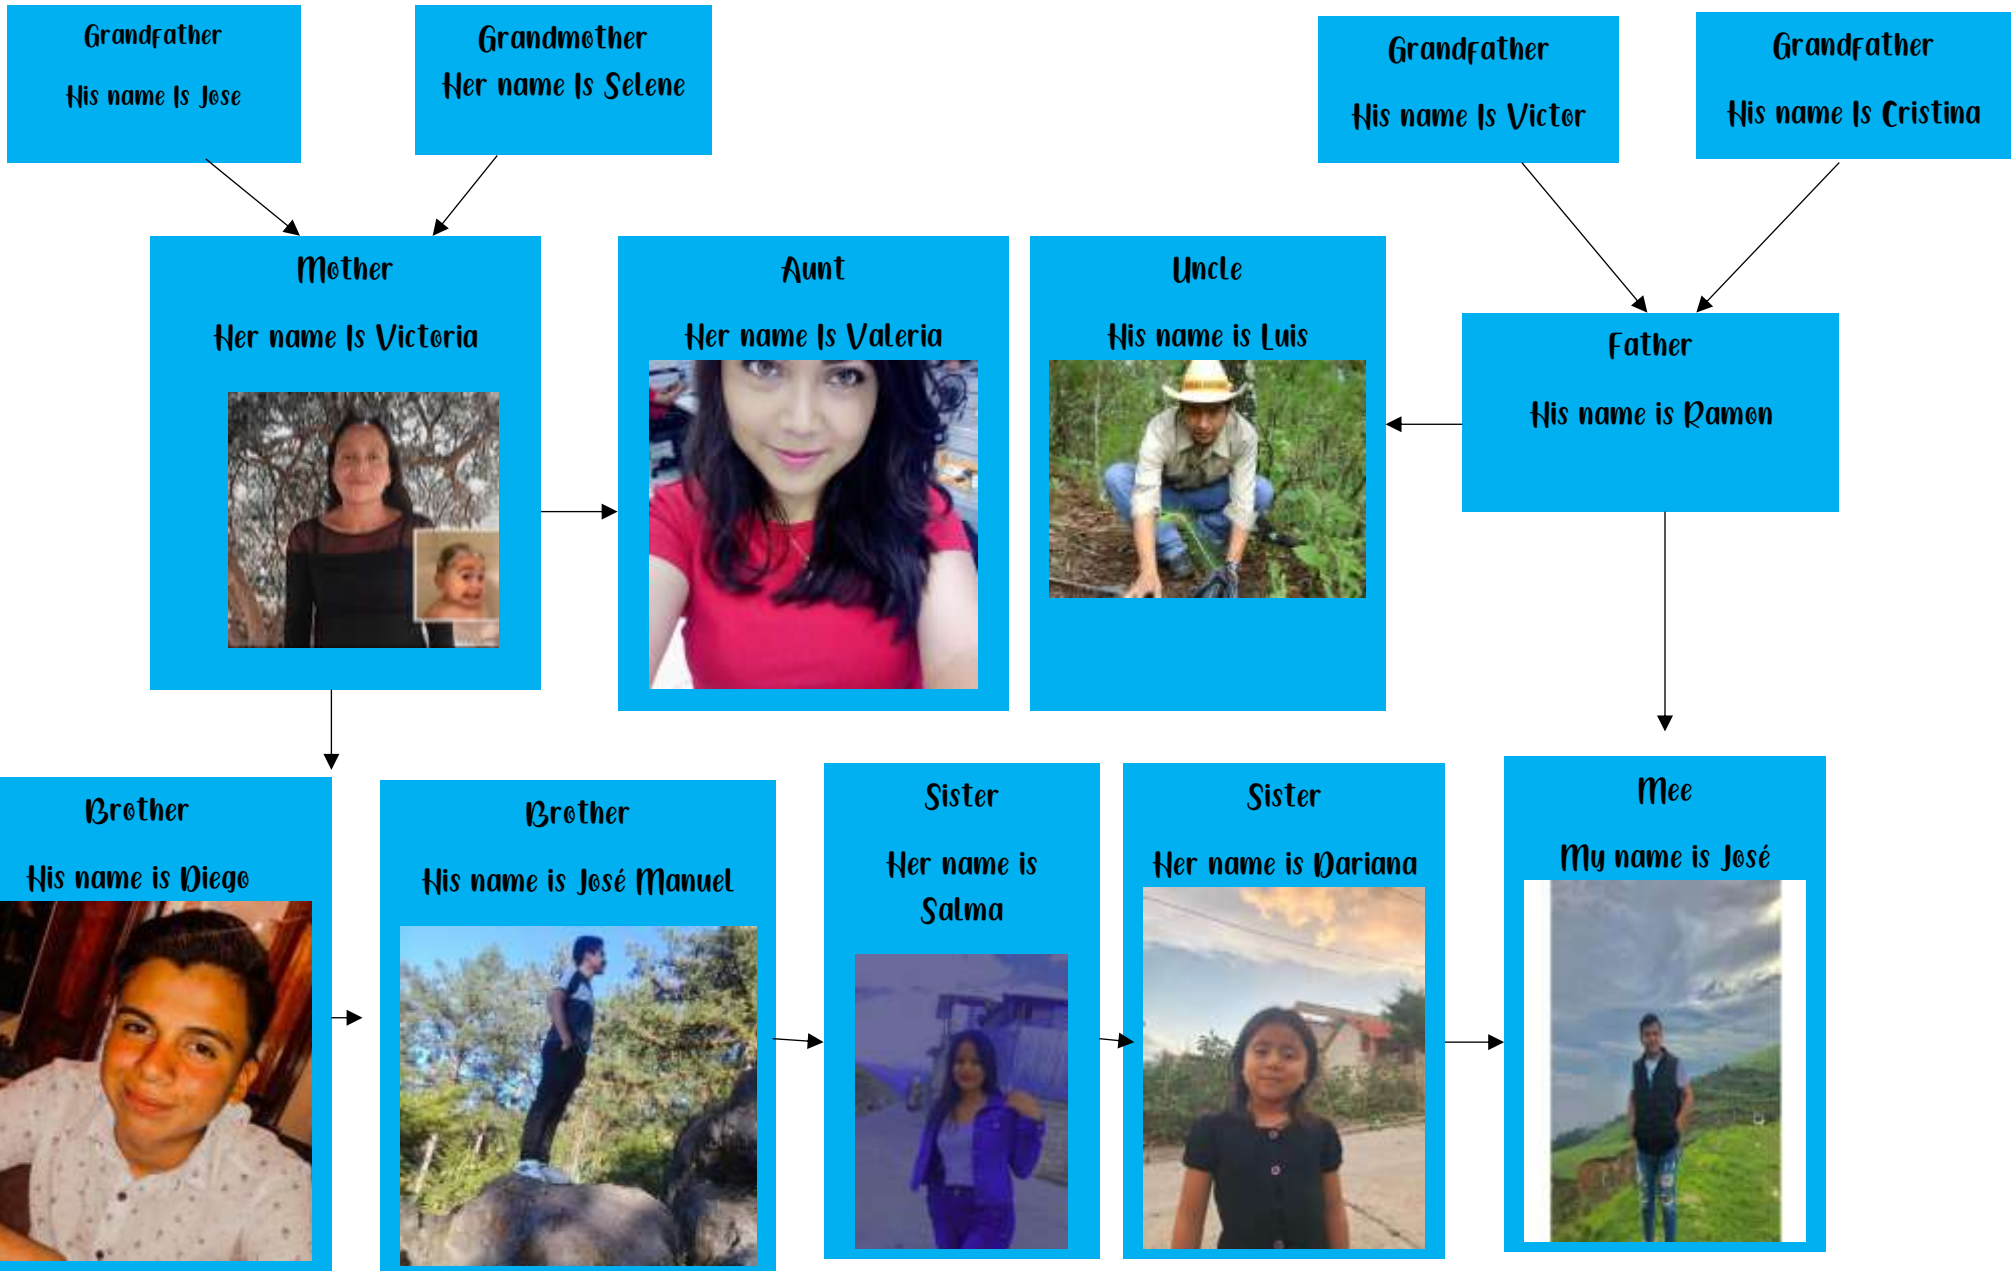 Grandfather
His name Is Jose
Grandmother
Her name Is Selene
Grandfather
His name Is Victor
Grandfather
His name Is Cristina
Mother
Her name Is Victoria
Aunt
Her name Is Valeria
Uncle
His name is Luis
Father
His name is Ramon
Brother
His name is Diego
Brother
His name is José Manuel
Sister
Her name is
Salma
Sister
Her name is Dariana
Mee
My name is José